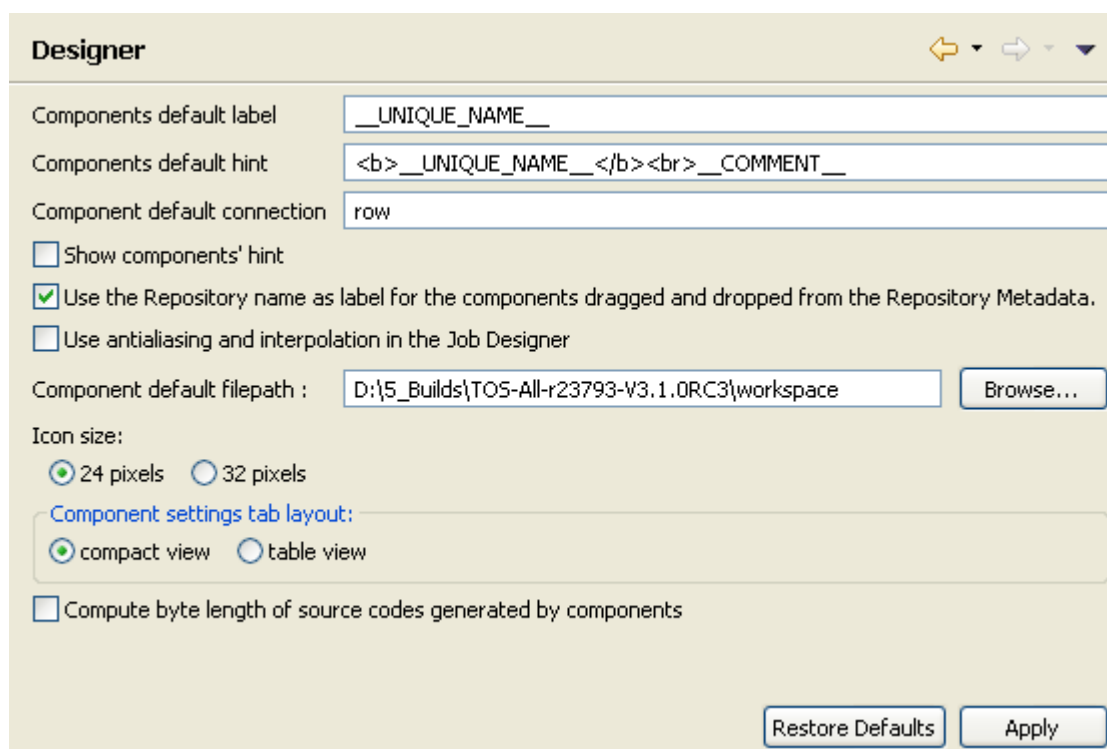 Designer
Components default label __UNIQUE_NAME__
Components default hint <b>__UNIQUE_NAME__</b><br>__COMMENT__
Component default connection row
Show components' hint
Use the Repository name as label for the components dragged and dropped from the Repository Metadata.
Use antialiasing and interpolation in the Job Designer
Component default filepath : D:\5_Builds\TOS-All-r23793-V3.1.0RC3\workspace Browse...
Icon size:
24 pixels 32 pixels
Component settings tab layout:
compact view table view
Compute byte length of source codes generated by components
Restore Defaults Apply